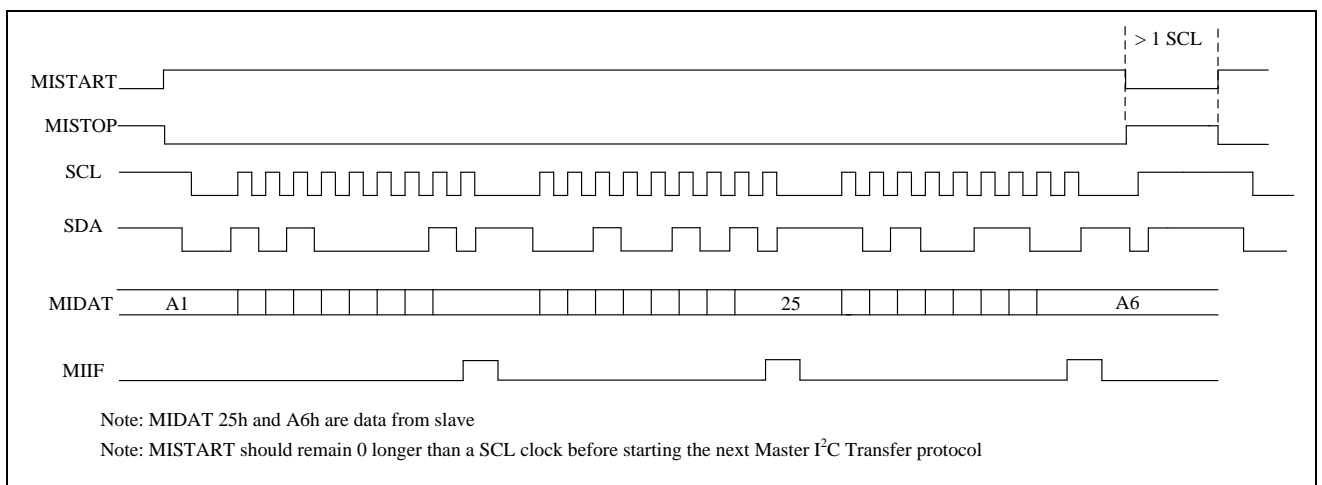 > 1 SCL
MISTART
MISTOP
SCL
SDA
MIDAT A1 25 A6
MIIF
Note: MIDAT 25h and A6h are data from slave
Note: MISTART should remain 0 longer than a SCL clock before starting the next Master I²C Transfer protocol